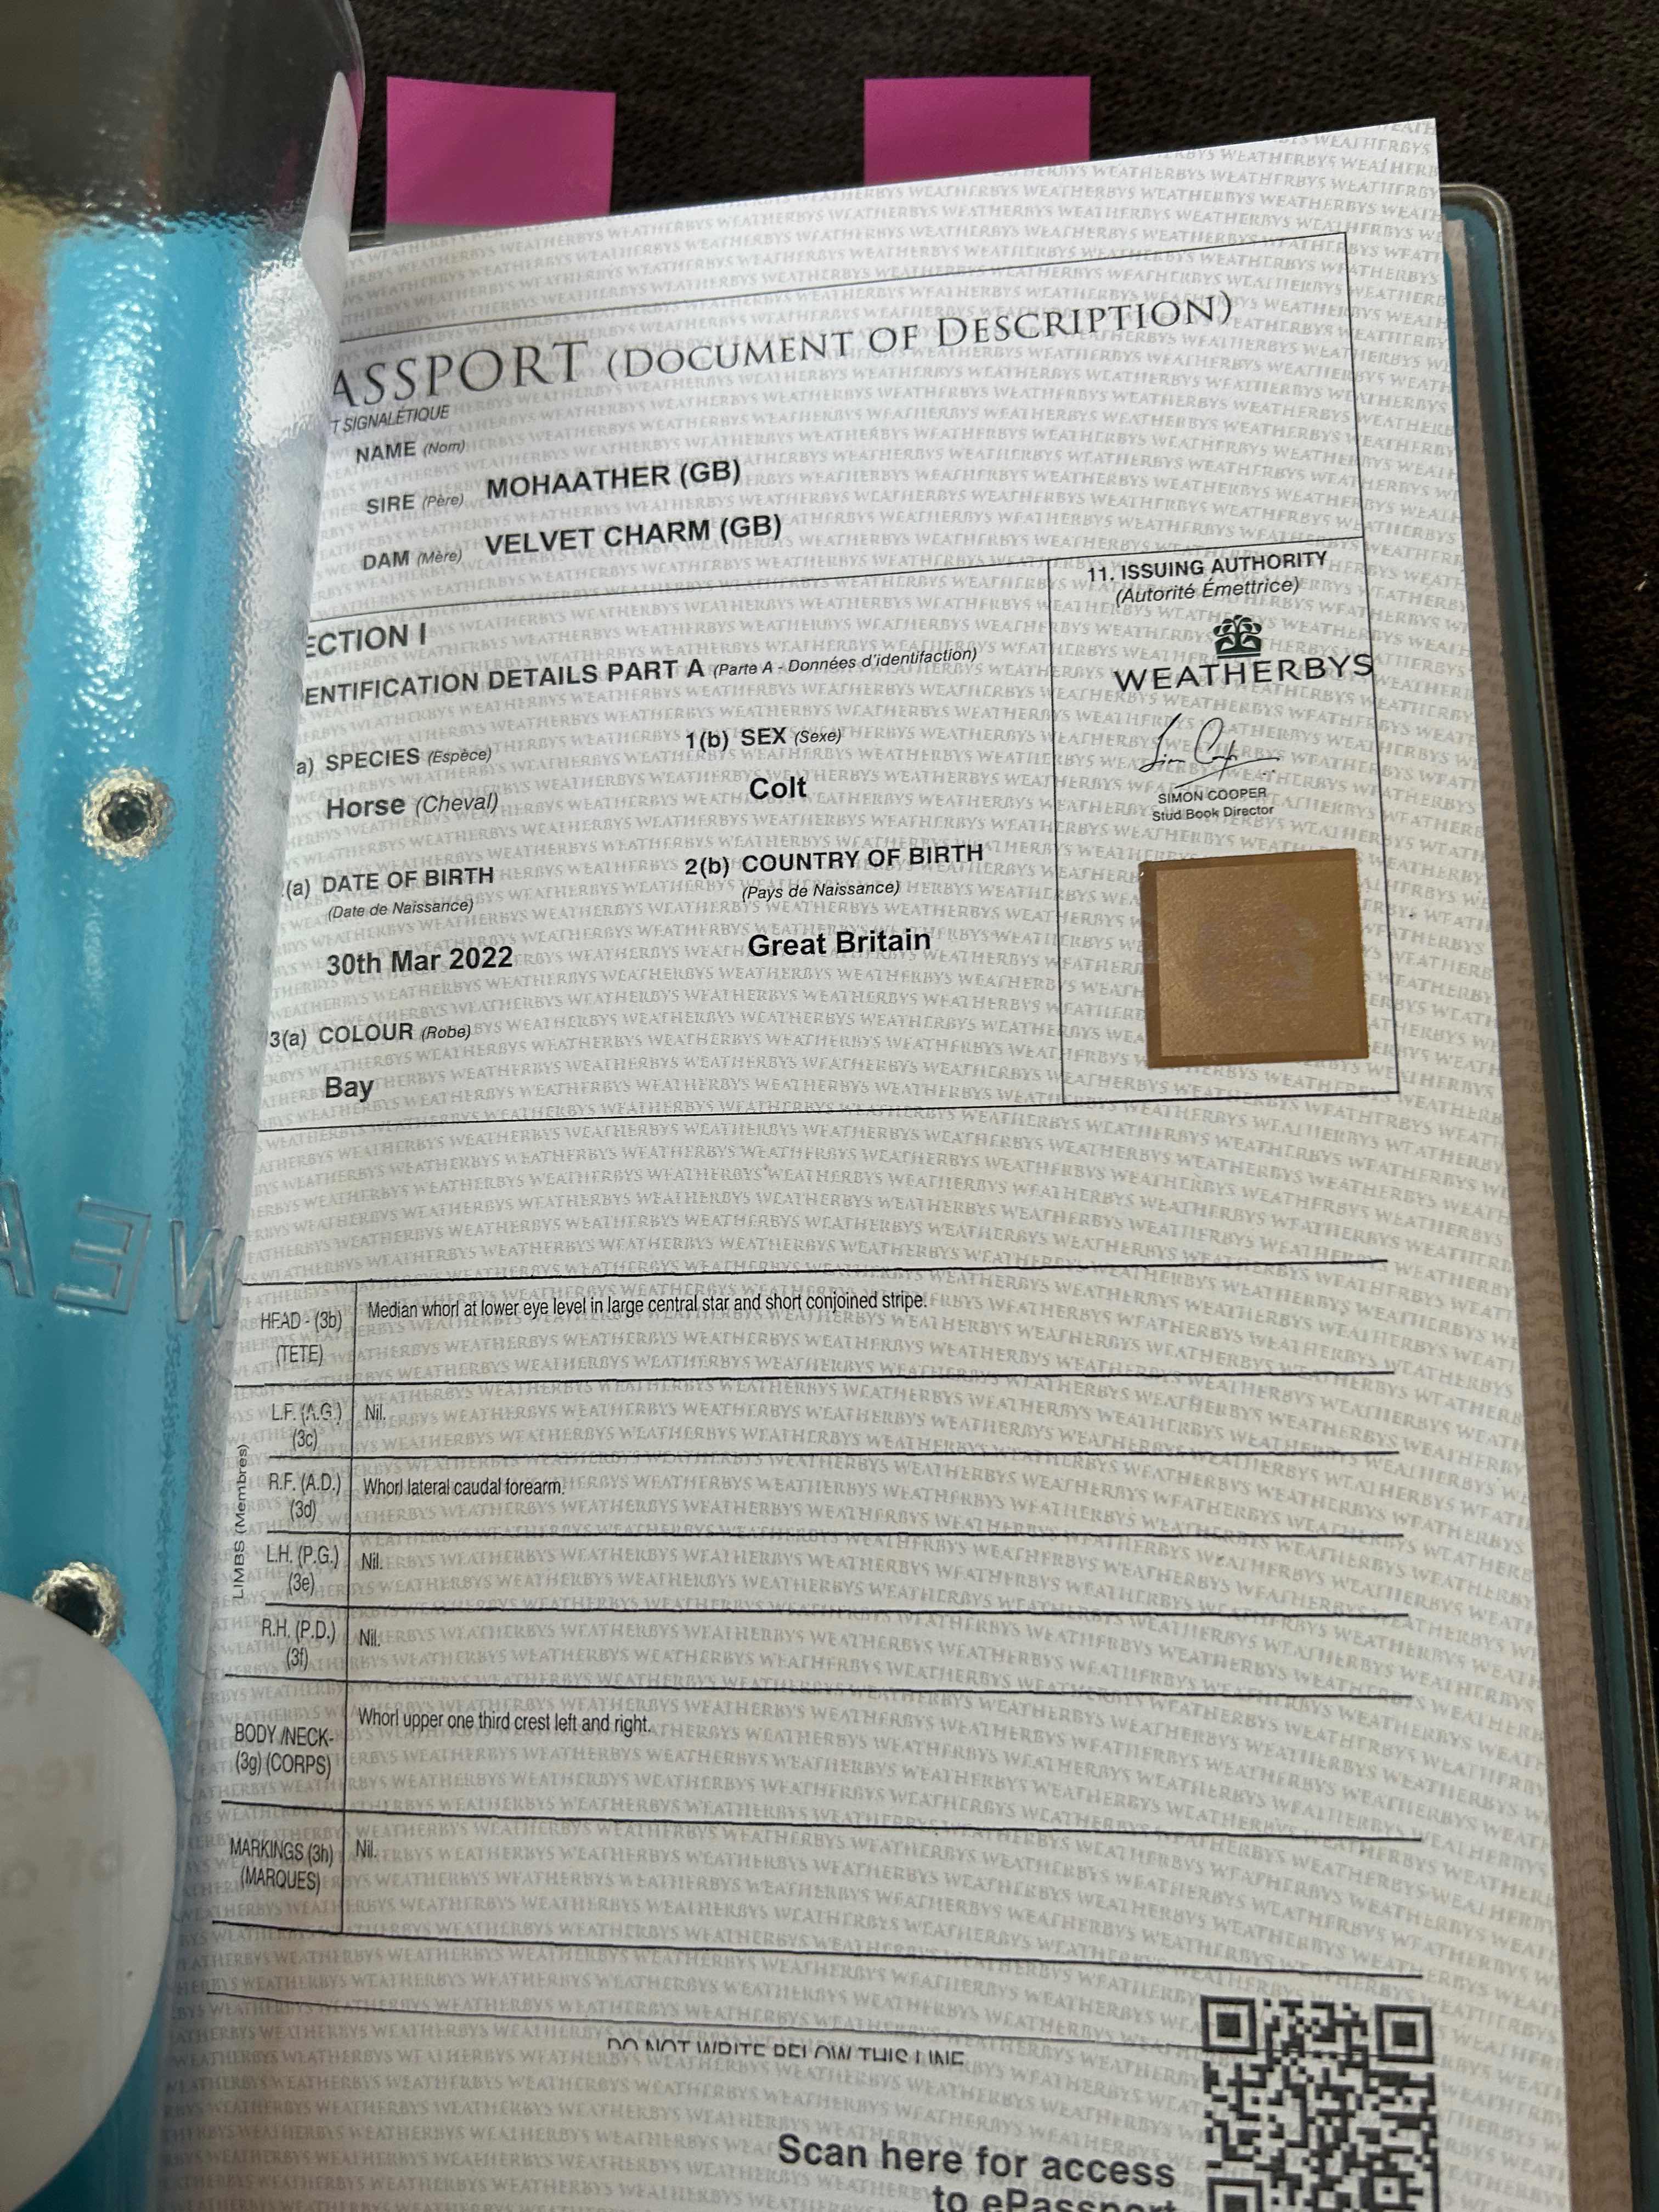 ASSPORT (DOCUMENT OF DESCRIPTION)
T SIGNALÉTIQUE
NAME (Nom)
SIRE (Père) MOHAATHER (GB)
DAM (Mère) VELVET CHARM (GB)
ECTION I
ENTIFICATION DETAILS PART A (Parte A - Données d'identifaction)
a) SPECIES (Espèce) 1(b) SEX (Sexe)
Horse (Cheval) Colt
(a) DATE OF BIRTH 2(b) COUNTRY OF BIRTH
(Date de Naissance) (Pays de Naissance)
30th Mar 2022 Great Britain
3(a) COLOUR (Robe)
Bay
11. ISSUING AUTHORITY
(Autorité Émettrice)
WEATHERBYS
SIMON COOPER
Stud Book Director
HEAD - (3b) Median whorl at lower eye level in large central star and short conjoined stripe.
(TETE)
LIMBS (Membres)
L.F. (A.G.) Nil.
(3c)
R.F. (A.D.) Whorl lateral caudal forearm.
(3d)
L.H. (P.G.) Nil.
(3e)
R.H. (P.D.) Nil.
(3f)
BODY /NECK- Whorl upper one third crest left and right.
(3g) (CORPS)
MARKINGS (3h) Nil.
(MARQUES)
DO NOT WRITE BELOW THIS LINE
Scan here for access
to ePassport